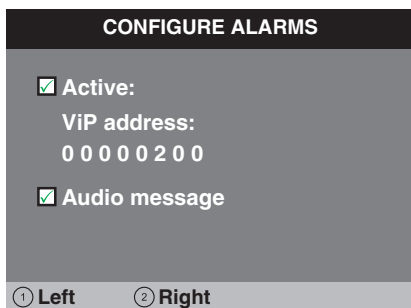 CONFIGURE ALARMS
Active:
ViP address:
0 0 0 0 0 2 0 0
Audio message
1 Left 2 Right